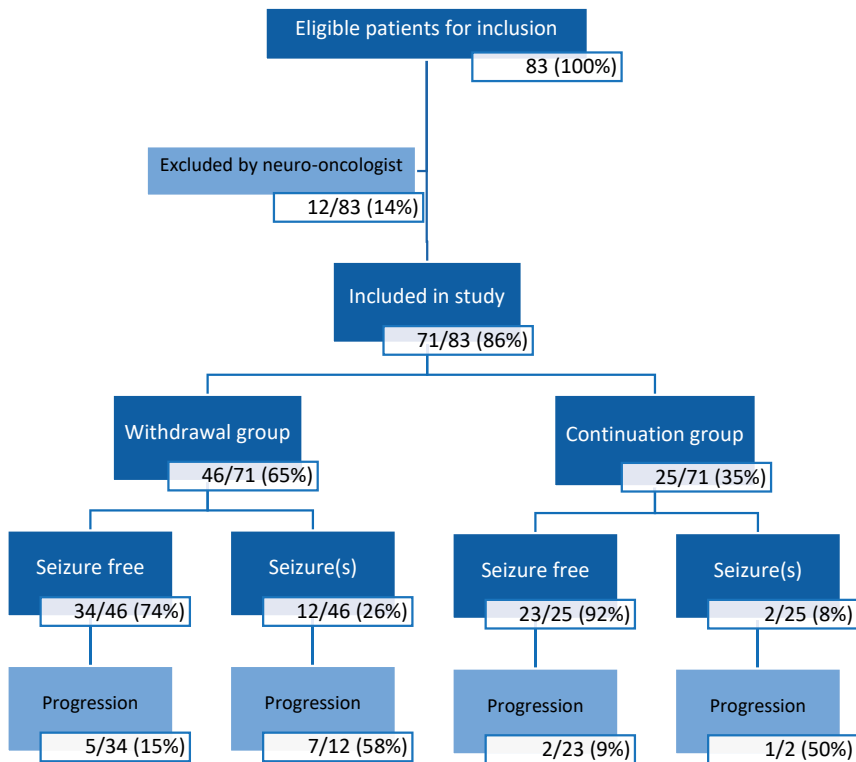 Eligible patients for inclusion
83 (100%)
Excluded by neuro-oncologist
12/83 (14%)
Included in study
71/83 (86%)
Withdrawal group
46/71 (65%)
Continuation group
25/71 (35%)
Seizure free
34/46 (74%)
Seizure(s)
12/46 (26%)
Seizure free
23/25 (92%)
Seizure(s)
2/25 (8%)
Progression
5/34 (15%)
Progression
7/12 (58%)
Progression
2/23 (9%)
Progression
1/2 (50%)